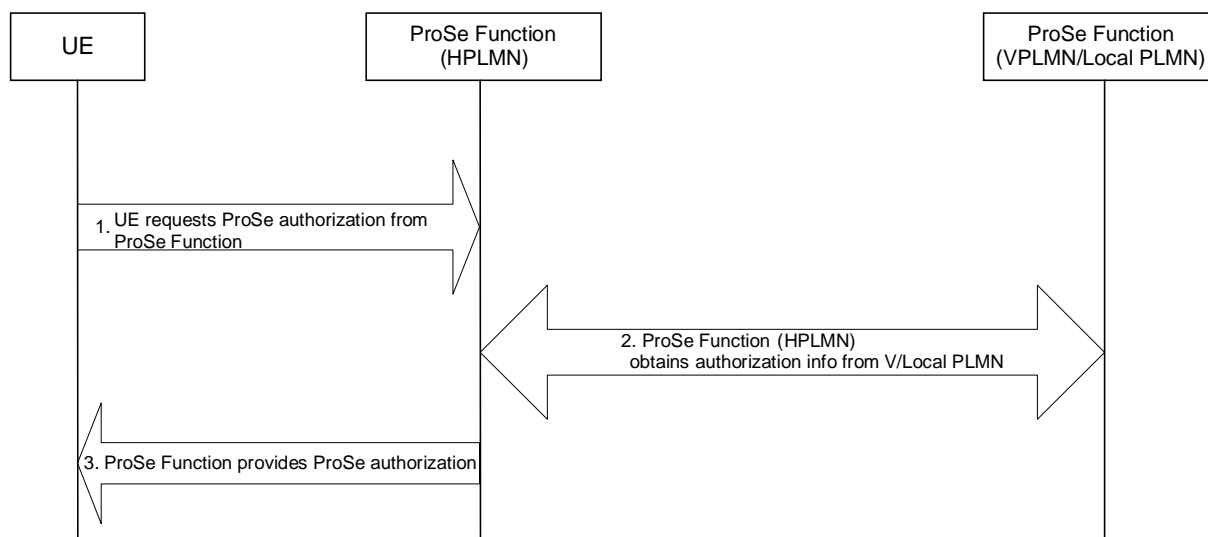 UE
ProSe Function
(HPLMN)
ProSe Function
(VPLMN/Local PLMN)
1. UE requests ProSe authorization from
ProSe Function
2. ProSe Function (HPLMN)
obtains authorization info from V/Local PLMN
3. ProSe Function provides ProSe authorization